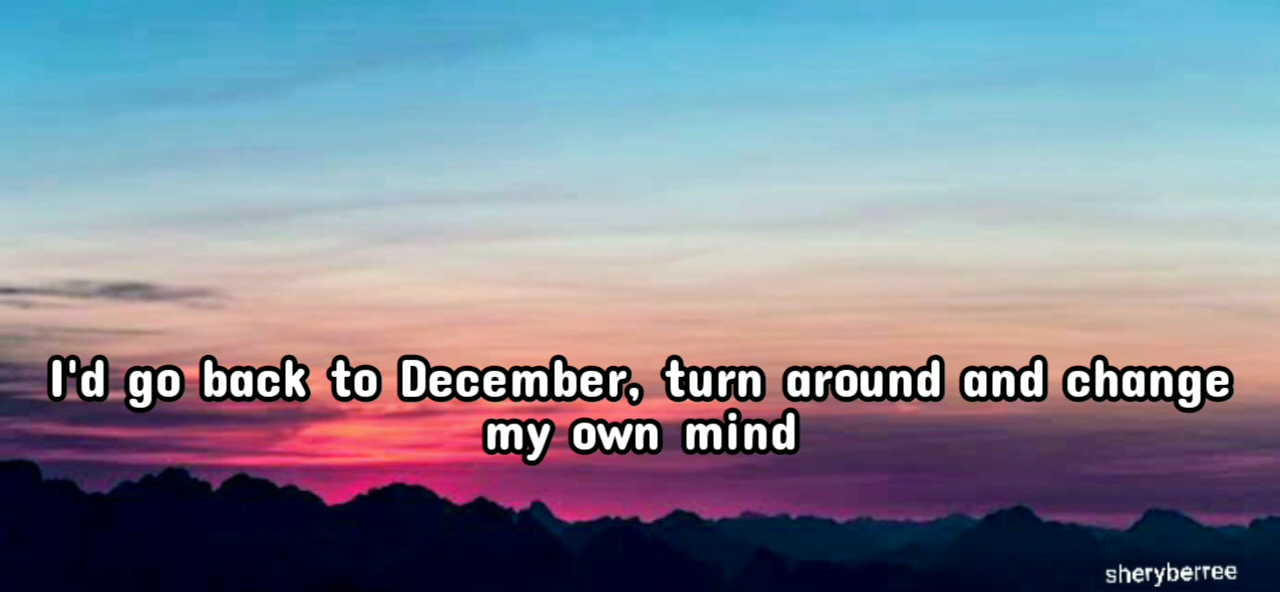 I'd go back to December, turn around and change
my own mind
sheryberree